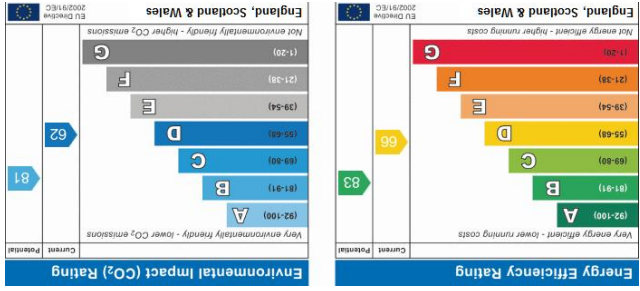 Energy Efficiency Rating
Current
Potential
Very energy efficient - lower running costs
(92-100) A
(81-91) B
(69-80) C
(55-68) D
(39-54) E
(21-38) F
(1-20) G
66
83
Not energy efficient - higher running costs
England, Scotland & Wales
EU Directive
2002/91/EC
Environmental Impact (CO₂) Rating
Current
Potential
Very environmentally friendly - lower CO₂ emissions
(92-100) A
(81-91) B
(69-80) C
(55-68) D
(39-54) E
(21-38) F
(1-20) G
62
81
Not environmentally friendly - higher CO₂ emissions
England, Scotland & Wales
EU Directive
2002/91/EC